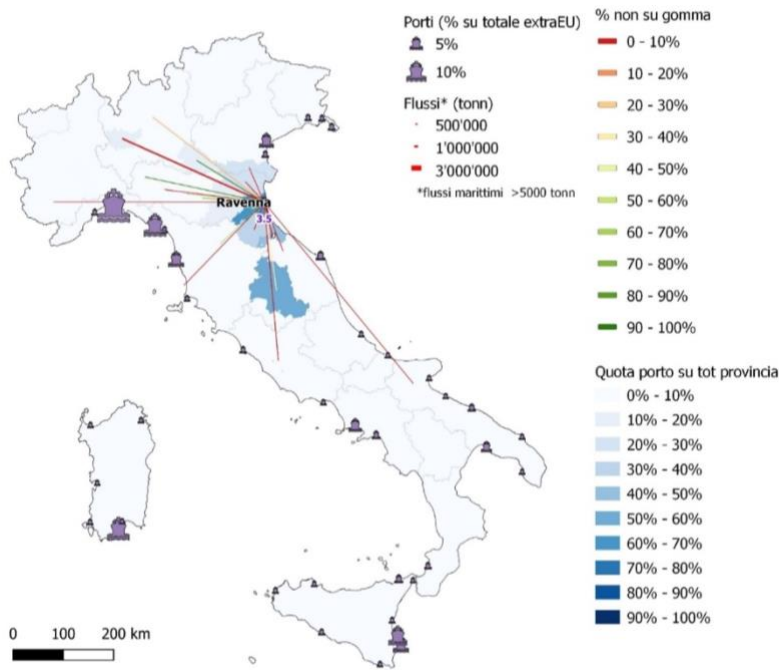 Porti (% su totale extraEU)
5%
10%
Flussi* (tonn)
500'000
1'000'000
3'000'000
*flussi marittimi >5000 tonn
% non su gomma
0 - 10%
10 - 20%
20 - 30%
30 - 40%
40 - 50%
50 - 60%
60 - 70%
70 - 80%
80 - 90%
90 - 100%
Ravenna
3.5
Quota porto su tot provincia
0% - 10%
10% - 20%
20% - 30%
30% - 40%
40% - 50%
50% - 60%
60% - 70%
70% - 80%
80% - 90%
90% - 100%
0 100 200 km